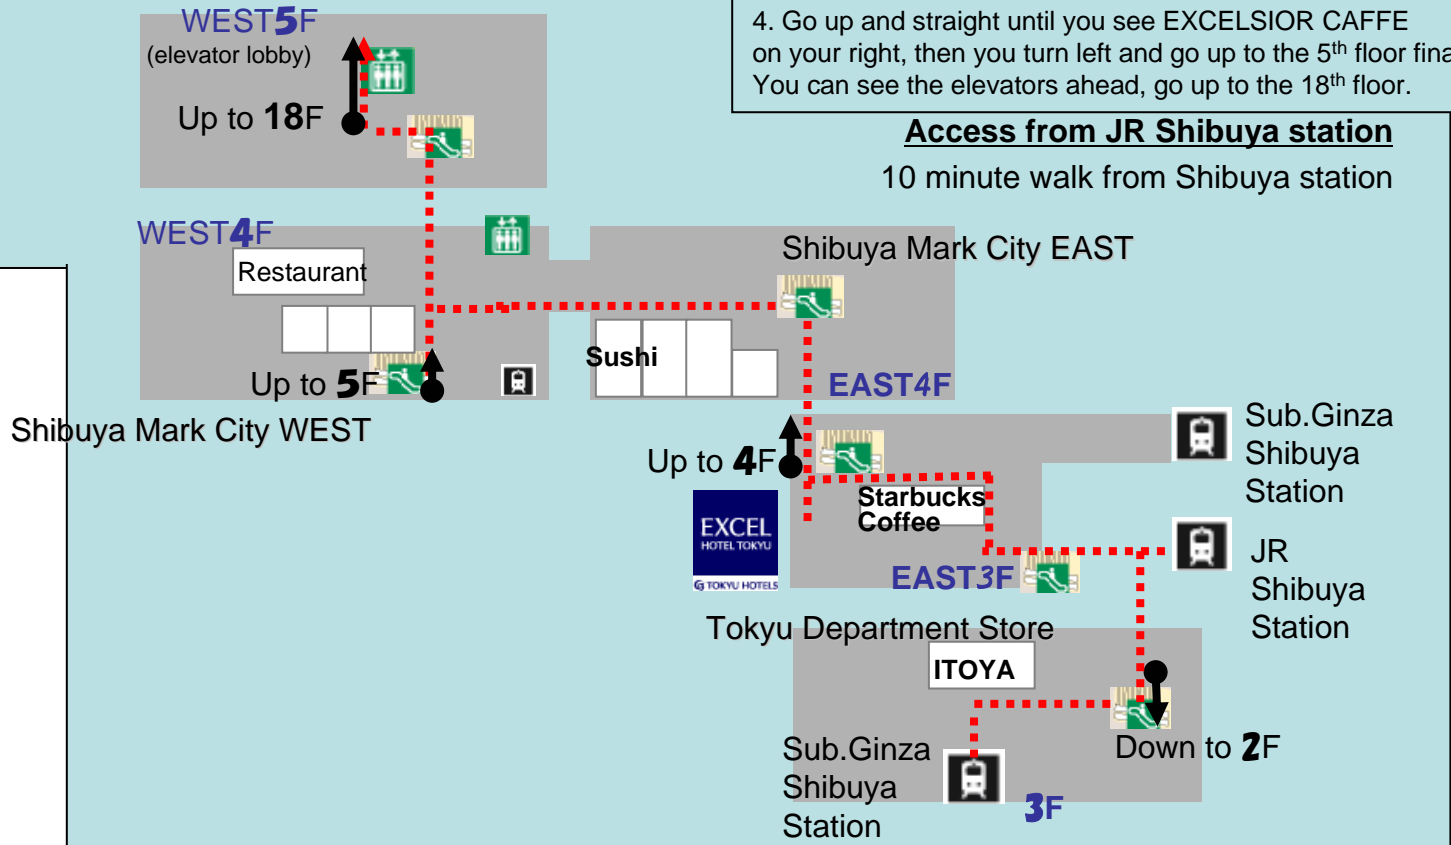 WEST5F
(elevator lobby)
Up to 18F
4. Go up and straight until you see EXCELSIOR CAFFE
on your right, then you turn left and go up to the 5th floor fina
You can see the elevators ahead, go up to the 18th floor.
Access from JR Shibuya station
10 minute walk from Shibuya station
WEST4F
Restaurant
Shibuya Mark City EAST
Sushi
Up to 5F
EAST4F
Shibuya Mark City WEST
Sub.Ginza
Shibuya
Station
Up to 4F
Starbucks
Coffee
EXCEL
HOTEL TOKYU
TOKYU HOTELS
EAST3F
JR
Shibuya
Station
Tokyu Department Store
ITOYA
Down to 2F
Sub.Ginza
Shibuya
Station
3F